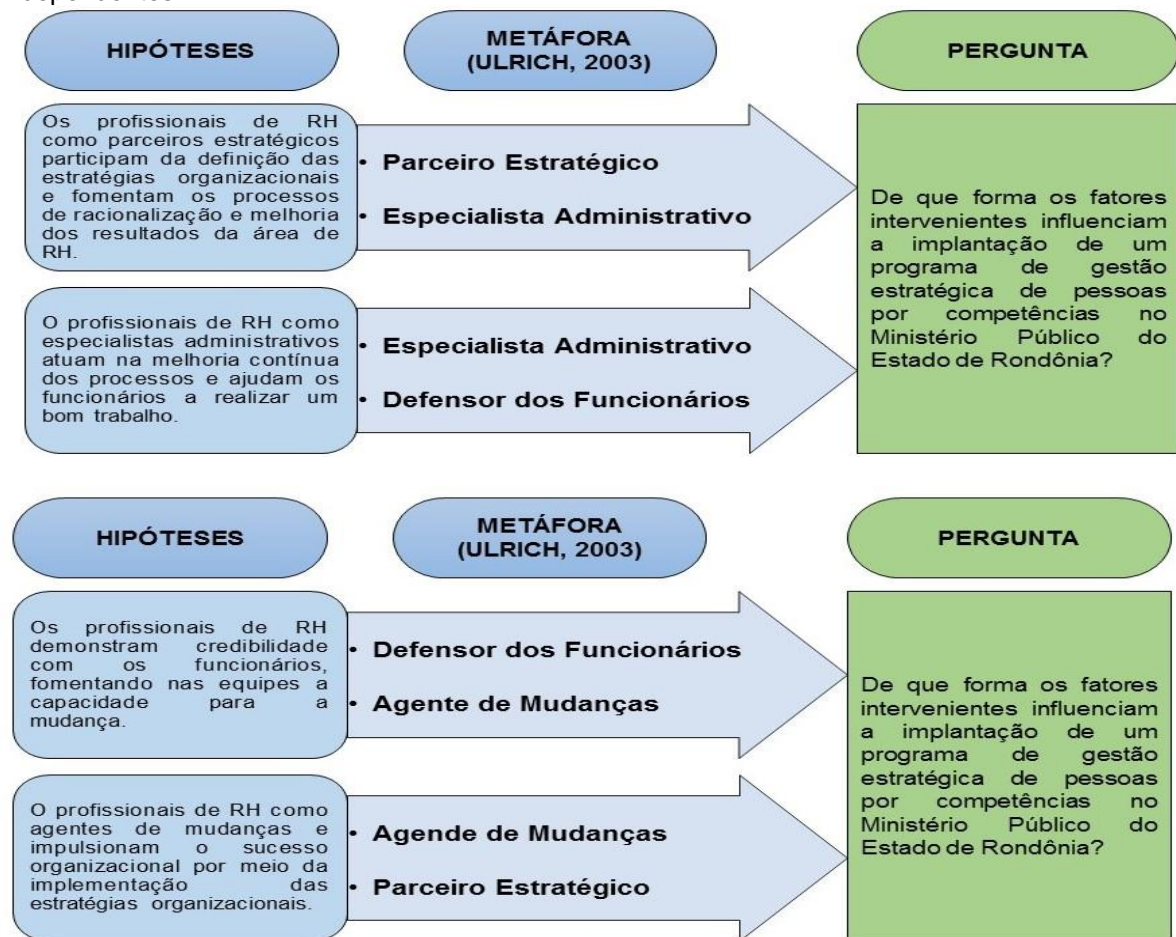 HIPÓTESES
METÁFORA
(ULRICH, 2003)
PERGUNTA
Os profissionais de RH
como parceiros estratégicos
participam da definição das
estratégias organizacionais
e fomentam os processos
de racionalização e melhoria
dos resultados da área de
RH.
• Parceiro Estratégico
• Especialista Administrativo
O profissionais de RH como
especialistas administrativos
atuam na melhoria contínua
dos processos e ajudam os
funcionários a realizar um
bom trabalho.
• Especialista Administrativo
• Defensor dos Funcionários
De que forma os fatores
intervenientes influenciam
a implantação de um
programa de gestão
estratégica de pessoas
por competências no
Ministério Público do
Estado de Rondônia?
HIPÓTESES
METÁFORA
(ULRICH, 2003)
PERGUNTA
Os profissionais de RH
demonstram credibilidade
com os funcionários,
fomentando nas equipes a
capacidade para a
mudança.
• Defensor dos Funcionários
• Agente de Mudanças
O profissionais de RH como
agentes de mudanças e
impulsionam o sucesso
organizacional por meio da
implementação das
estratégias organizacionais.
• Agende de Mudanças
• Parceiro Estratégico
De que forma os fatores
intervenientes influenciam
a implantação de um
programa de gestão
estratégica de pessoas
por competências no
Ministério Público do
Estado de Rondônia?